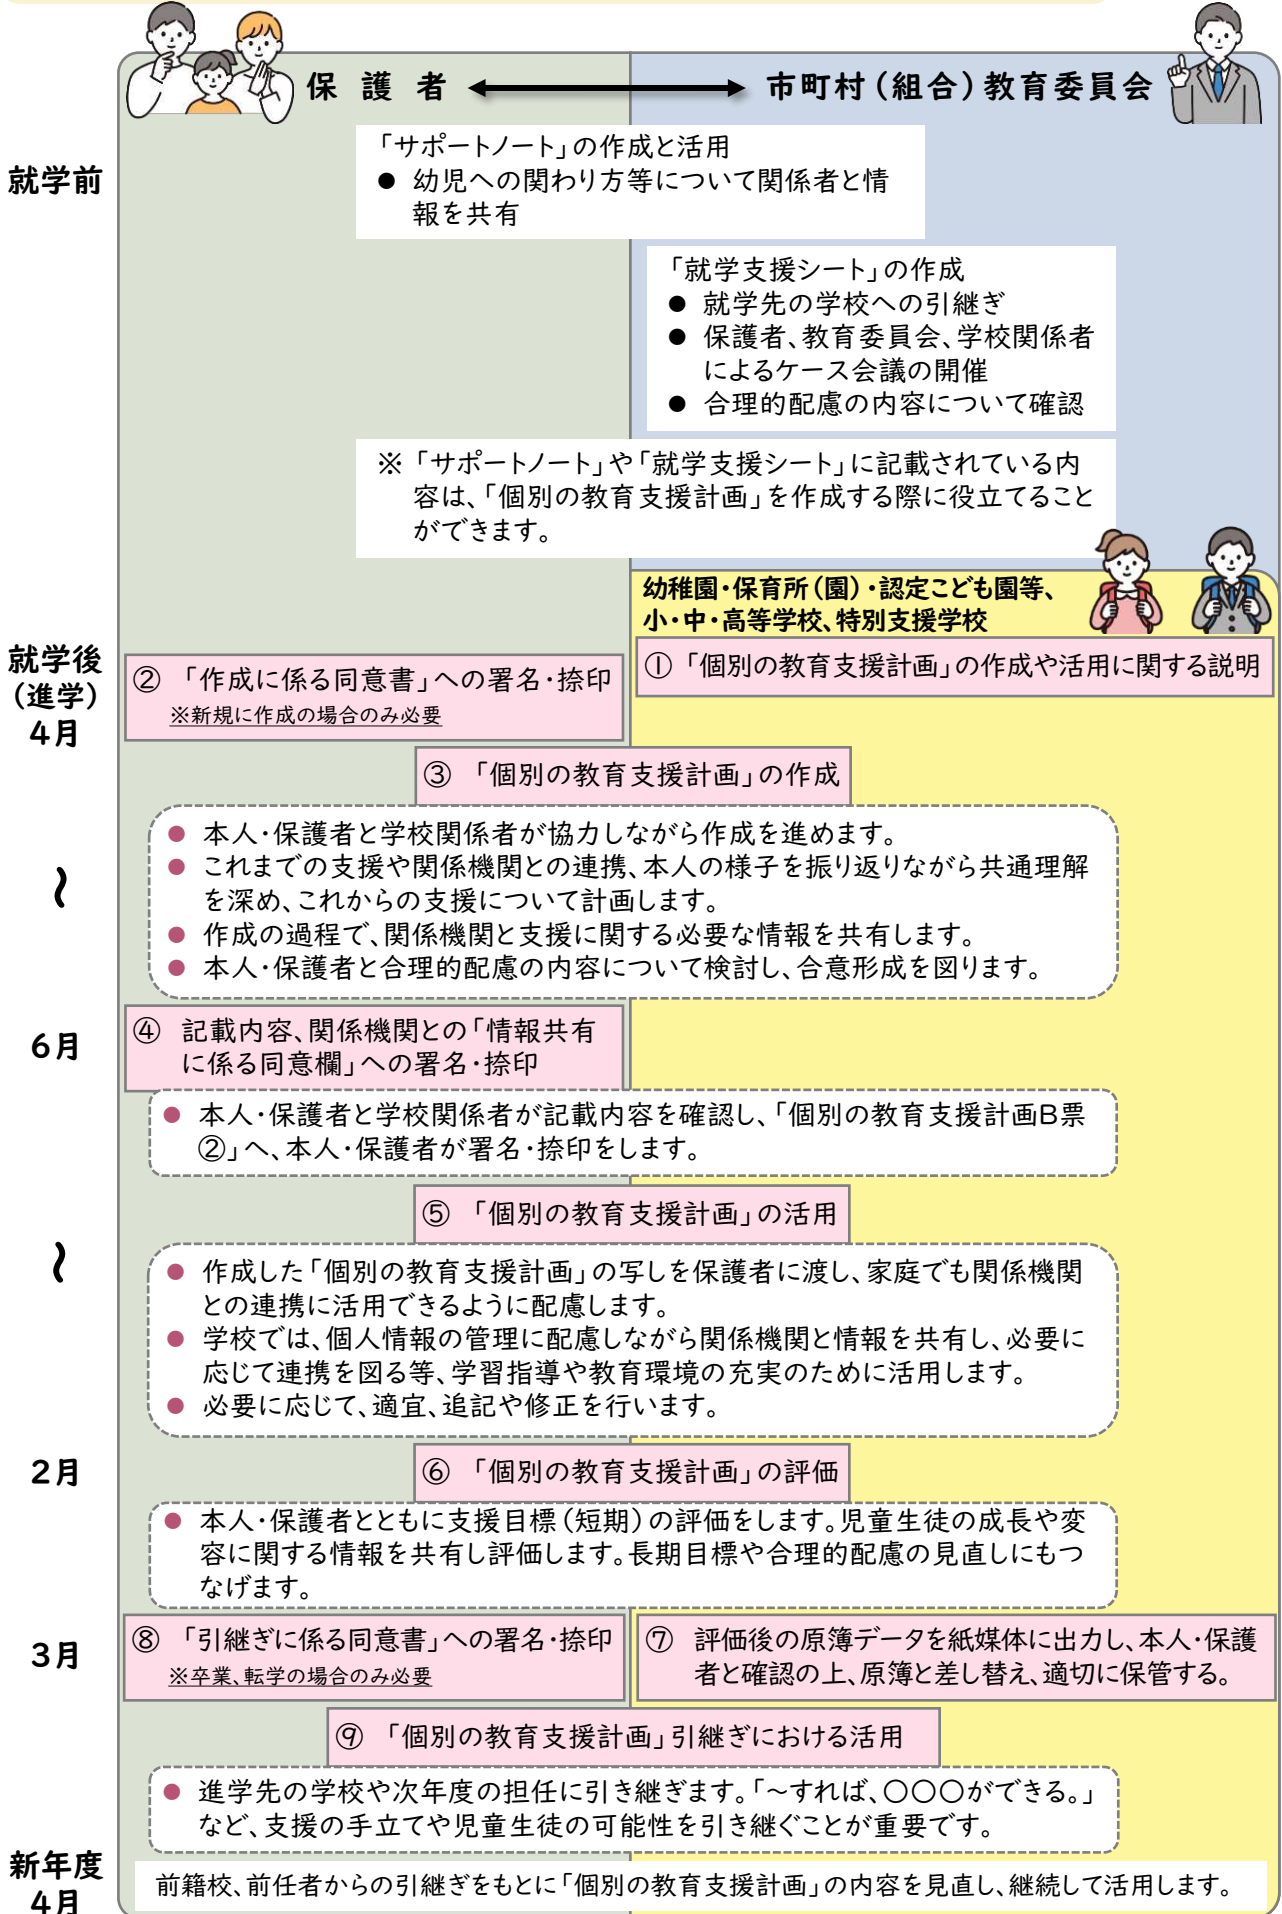 保護者 市町村(組合)教育委員会
就学前
「サポートノート」の作成と活用
● 幼児への関わり方等について関係者と情
報を共有
「就学支援シート」の作成
● 就学先の学校への引継ぎ
● 保護者、教育委員会、学校関係者
によるケース会議の開催
● 合理的配慮の内容について確認
※「サポートノート」や「就学支援シート」に記載されている内
容は、「個別の教育支援計画」を作成する際に役立てること
ができます。
幼稚園・保育所(園)・認定こども園等、
小・中・高等学校、特別支援学校
就学後
(進学)
4月
①「個別の教育支援計画」の作成や活用に関する説明
② 「作成に係る同意書」への署名・捺印
※新規に作成の場合のみ必要
③ 「個別の教育支援計画」の作成
● 本人・保護者と学校関係者が協力しながら作成を進めます。
● これまでの支援や関係機関との連携、本人の様子を振り返りながら共通理解
を深め、これからの支援について計画します。
● 作成の過程で、関係機関と支援に関する必要な情報を共有します。
● 本人・保護者と合理的配慮の内容について検討し、合意形成を図ります。
~
6月
④ 記載内容、関係機関との「情報共有
に係る同意欄」への署名・捺印
● 本人・保護者と学校関係者が記載内容を確認し、「個別の教育支援計画B票
②」へ、本人・保護者が署名・捺印をします。
⑤ 「個別の教育支援計画」の活用
~
● 作成した「個別の教育支援計画」の写しを保護者に渡し、家庭でも関係機関
との連携に活用できるように配慮します。
● 学校では、個人情報の管理に配慮しながら関係機関と情報を共有し、必要に
応じて連携を図る等、学習指導や教育環境の充実のために活用します。
● 必要に応じて、適宜、追記や修正を行います。
2月
⑥ 「個別の教育支援計画」の評価
● 本人・保護者とともに支援目標(短期)の評価をします。児童生徒の成長や変
容に関する情報を共有し評価します。長期目標や合理的配慮の見直しにもつ
なげます。
3月
⑧ 「引継ぎに係る同意書」への署名・捺印
※卒業、転学の場合のみ必要
⑦ 評価後の原簿データを紙媒体に出力し、本人・保護
者と確認の上、原簿と差し替え、適切に保管する。
⑨ 「個別の教育支援計画」引継ぎにおける活用
● 進学先の学校や次年度の担任に引き継ぎます。「~すれば、○○○ができる。」
など、支援の手立てや児童生徒の可能性を引き継ぐことが重要です。
新年度
4月
前籍校、前任者からの引継ぎをもとに「個別の教育支援計画」の内容を見直し、継続して活用します。